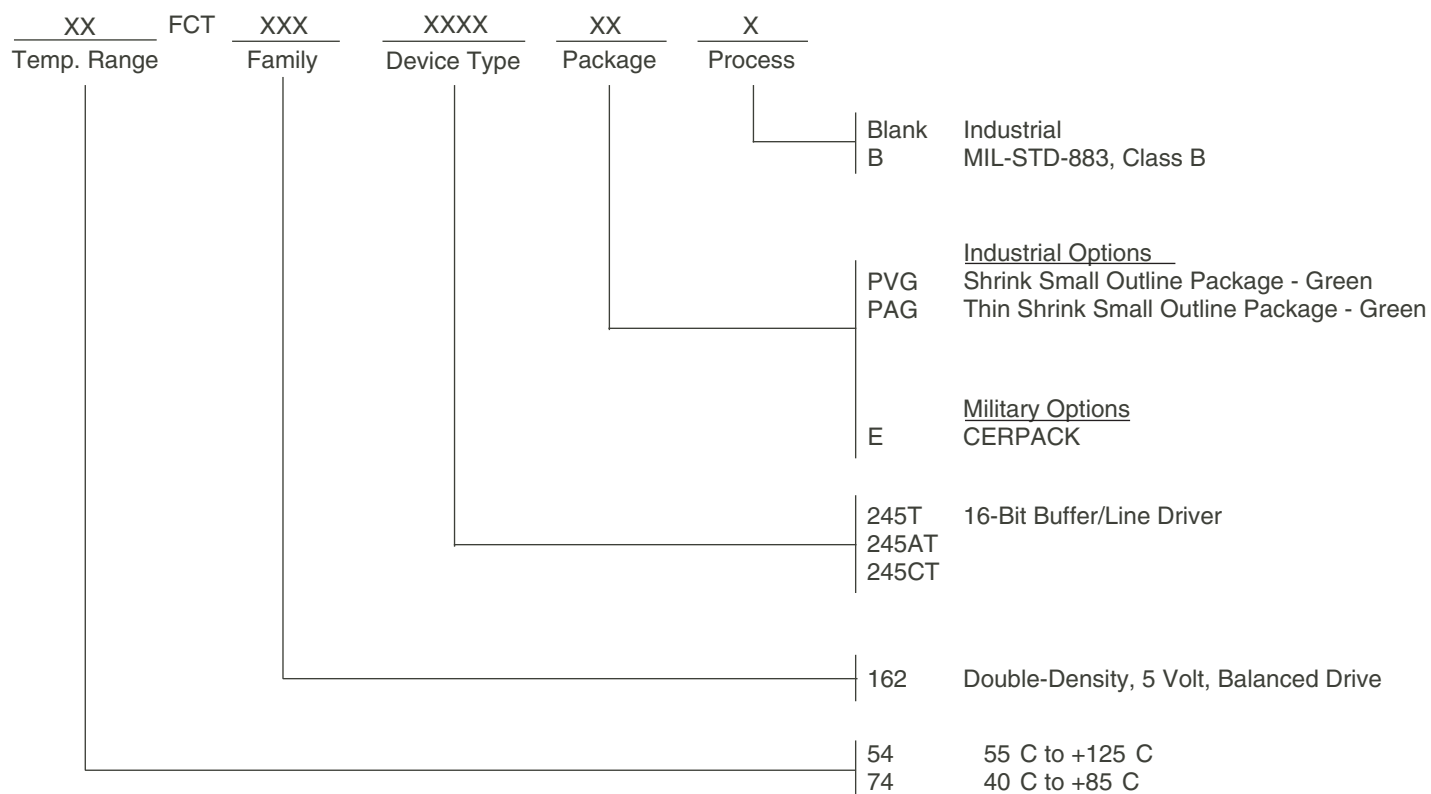 XX FCT XXX XXXX XX X
Temp. Range Family Device Type Package Process
Blank Industrial
B MIL-STD-883, Class B
Industrial Options
PVG Shrink Small Outline Package - Green
PAG Thin Shrink Small Outline Package - Green
Military Options
E CERPACK
245T 16-Bit Buffer/Line Driver
245AT
245CT
162 Double-Density, 5 Volt, Balanced Drive
54 55 C to +125 C
74 40 C to +85 C